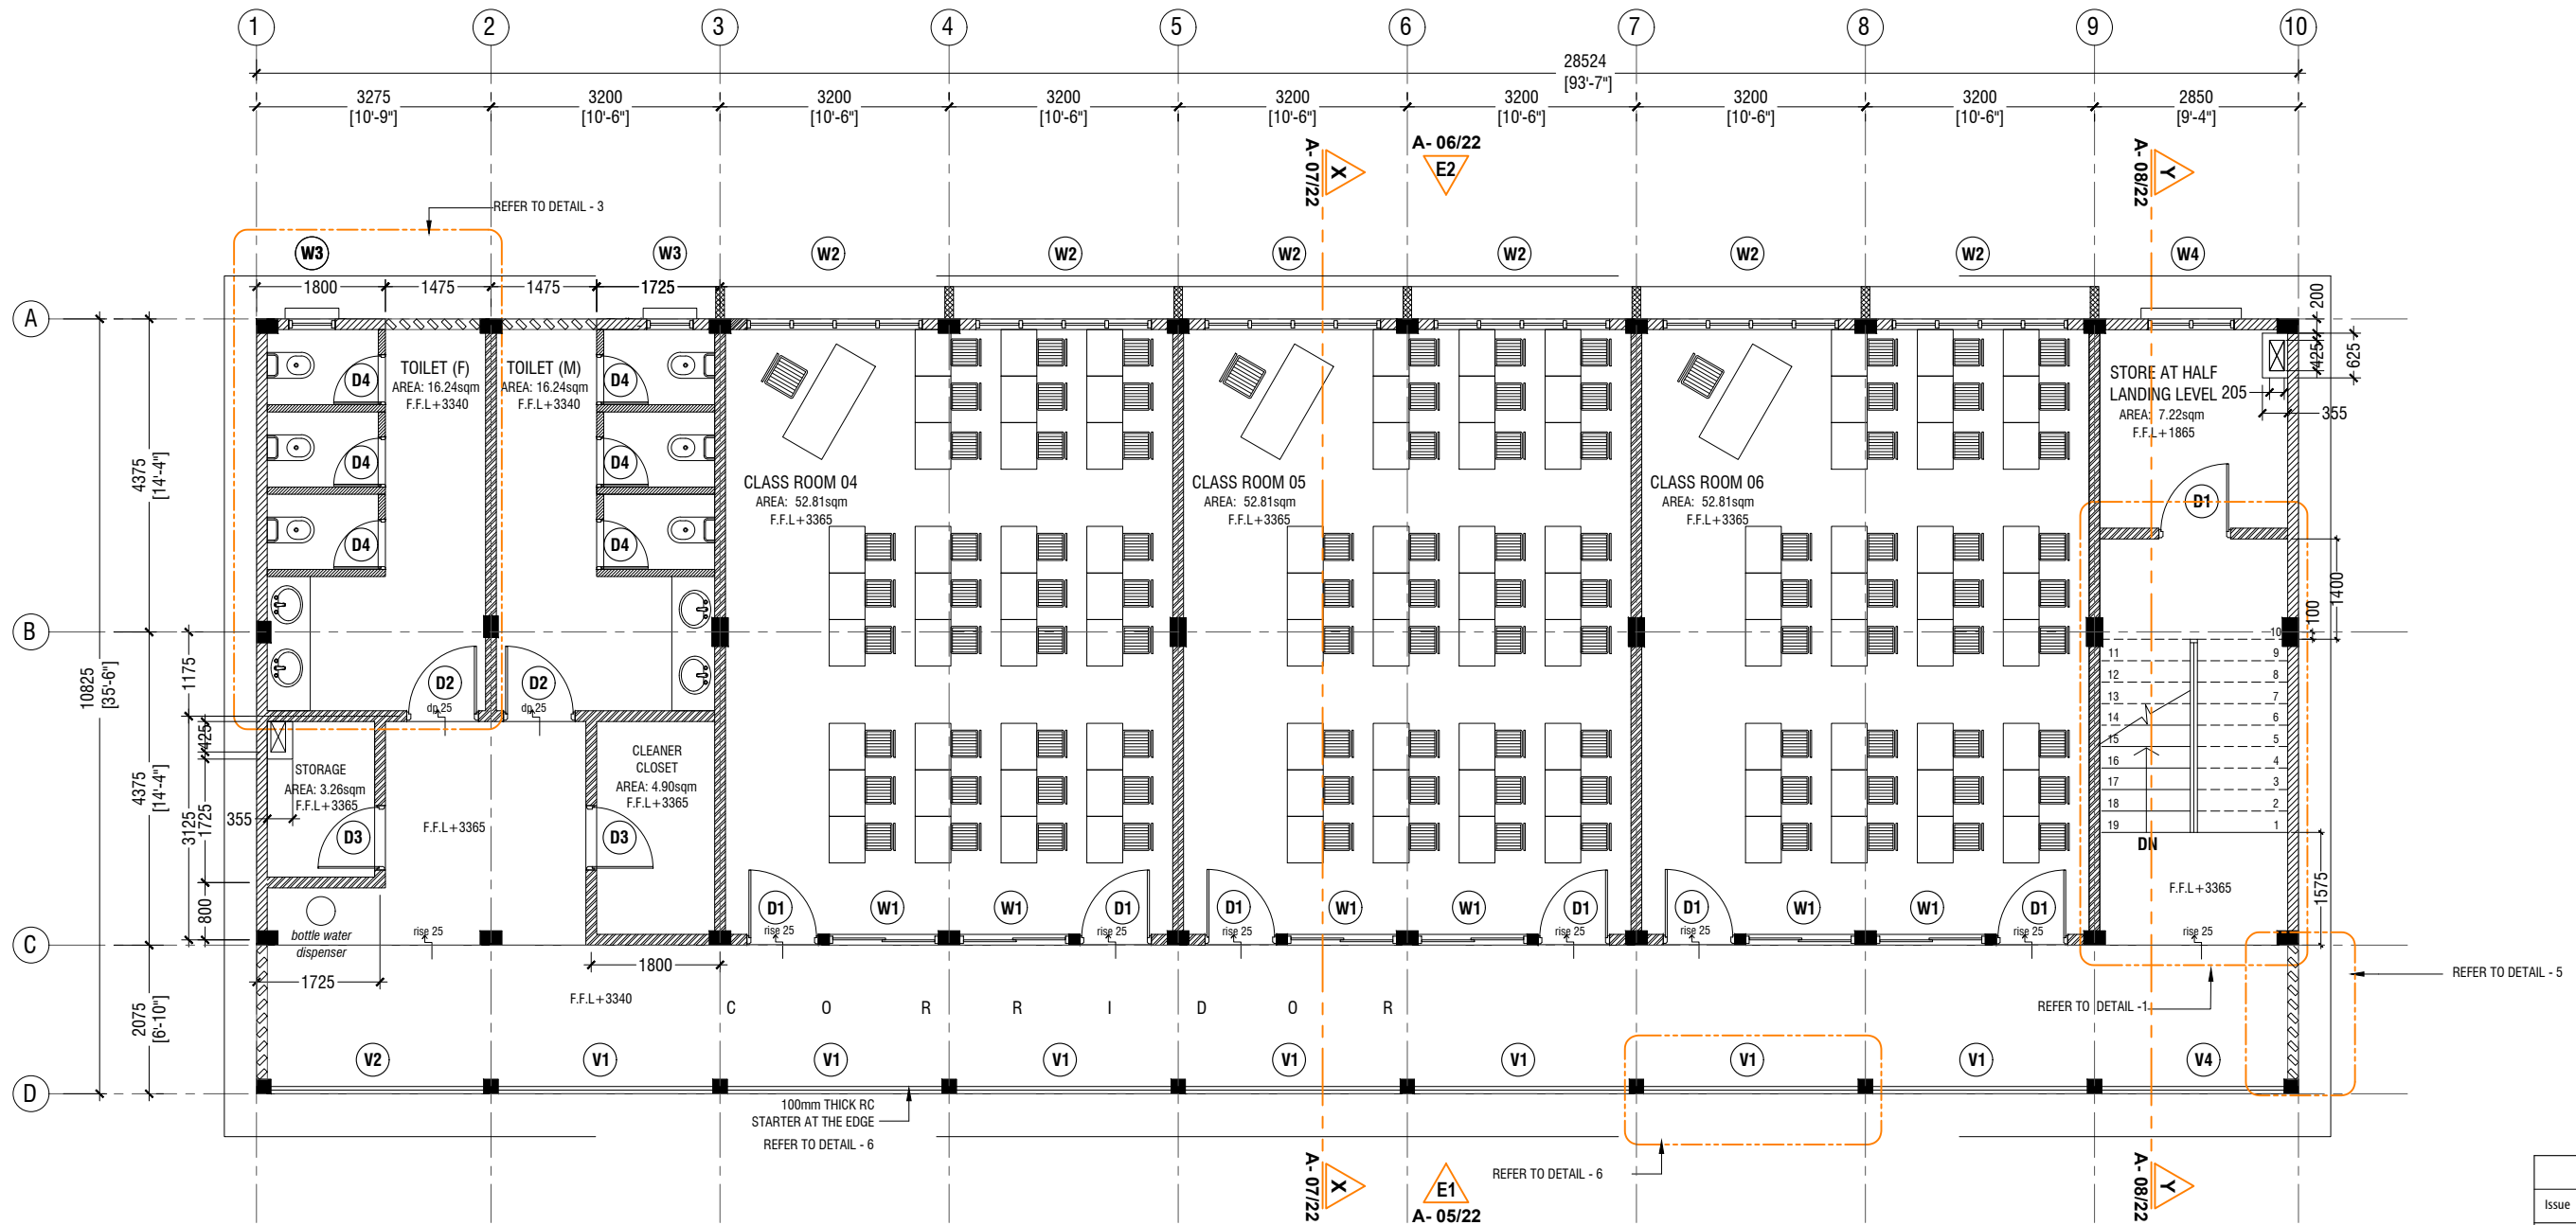 1
2
3
4
5
6
7
8
9
10
28524
[93'-7"]
3275
[10'-9"]
3200
[10'-6"]
3200
[10'-6"]
3200
[10'-6"]
3200
[10'-6"]
3200
[10'-6"]
3200
[10'-6"]
3200
[10'-6"]
2850
[9'-4"]
A- 07/22
X
A- 06/22
E2
A- 08/22
Y
REFER TO DETAIL - 3
W3
W3
W2
W2
W2
W2
W2
W2
W4
1800
1475
1475
1725
A
B
C
D
10825
[35'-6"]
4375
[14'-4"]
4375
[14'-4"]
2075
[6'-10"]
1175
3125
425
1725
800
355
TOILET (F)
AREA: 16.24sqm
F.F.L+3340
TOILET (M)
AREA: 16.24sqm
F.F.L+3340
D4
D4
D4
D4
D4
D4
D2
dp 25
D2
dp 25
CLASS ROOM 04
AREA: 52.81sqm
F.F.L+3365
CLASS ROOM 05
AREA: 52.81sqm
F.F.L+3365
CLASS ROOM 06
AREA: 52.81sqm
F.F.L+3365
STORE AT HALF
LANDING LEVEL
AREA: 7.22sqm
F.F.L+1865
200
425
625
205
355
D1
1400
100
10
11
9
12
8
13
7
14
6
15
5
16
4
17
3
18
2
19
1
DN
F.F.L+3365
1575
rise 25
STORAGE
AREA: 3.26sqm
F.F.L+3365
D3
F.F.L+3365
CLEANER
CLOSET
AREA: 4.90sqm
F.F.L+3365
D3
bottle water
dispenser
rise 25
1725
1800
D1
rise 25
W1
W1
D1
rise 25
D1
rise 25
W1
W1
D1
rise 25
D1
rise 25
W1
W1
D1
rise 25
F.F.L+3340
C O R R I D O R
REFER TO DETAIL -1
REFER TO DETAIL - 5
V2
V1
V1
V1
V1
V1
V1
V1
V4
100mm THICK RC
STARTER AT THE EDGE
REFER TO DETAIL - 6
REFER TO DETAIL - 6
A- 07/22
X
E1
A- 05/22
A- 08/22
Y
Issue